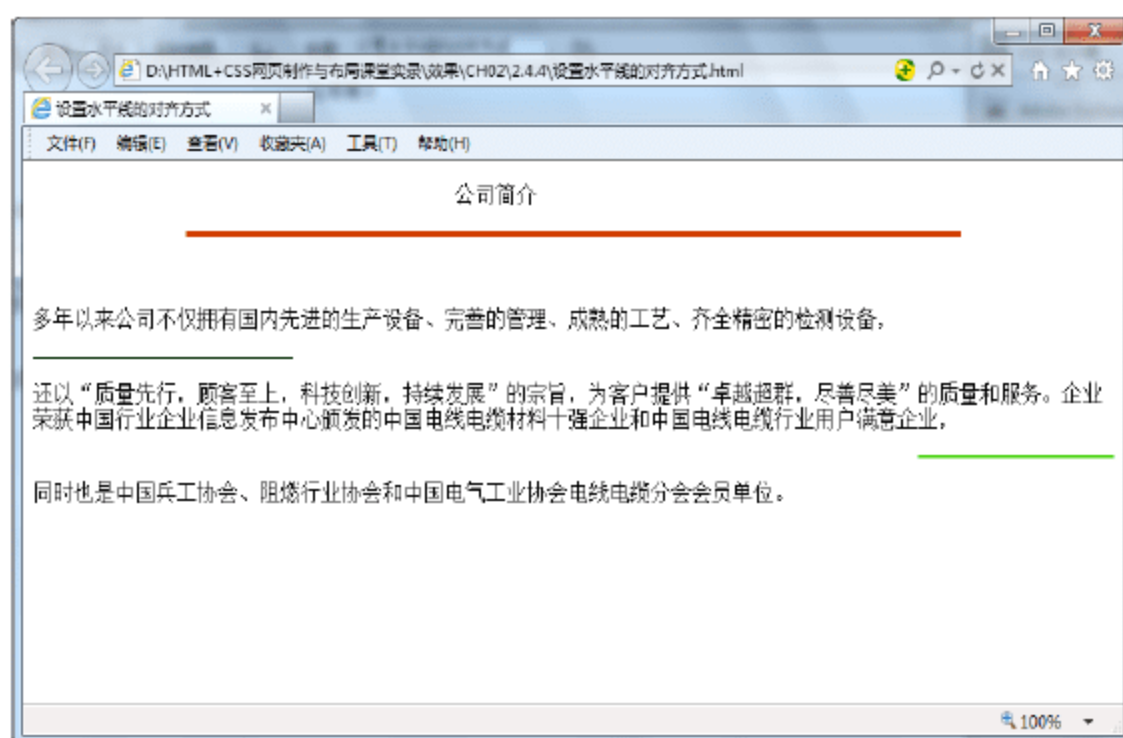 D:\HTML+CSS网页制作与布局课堂实录\效果\CH02\2.4.4\设置水平线的对齐方式.html
设置水平线的对齐方式
文件(F) 编辑(E) 查看(V) 收藏夹(A) 工具(T) 帮助(H)
公司简介
多年以来公司不仅拥有国内先进的生产设备、完善的管理、成熟的工艺、齐全精密的检测设备，
还以“质量先行，顾客至上，科技创新，持续发展”的宗旨，为客户提供“卓越超群，尽善尽美”的质量和服务。企业
荣获中国行业企业信息发布中心颁发的中国电线电缆材料十强企业和中国电线电缆行业用户满意企业，
同时也是中国兵工协会、阻燃行业协会和中国电气工业协会电线电缆分会会员单位。
100%